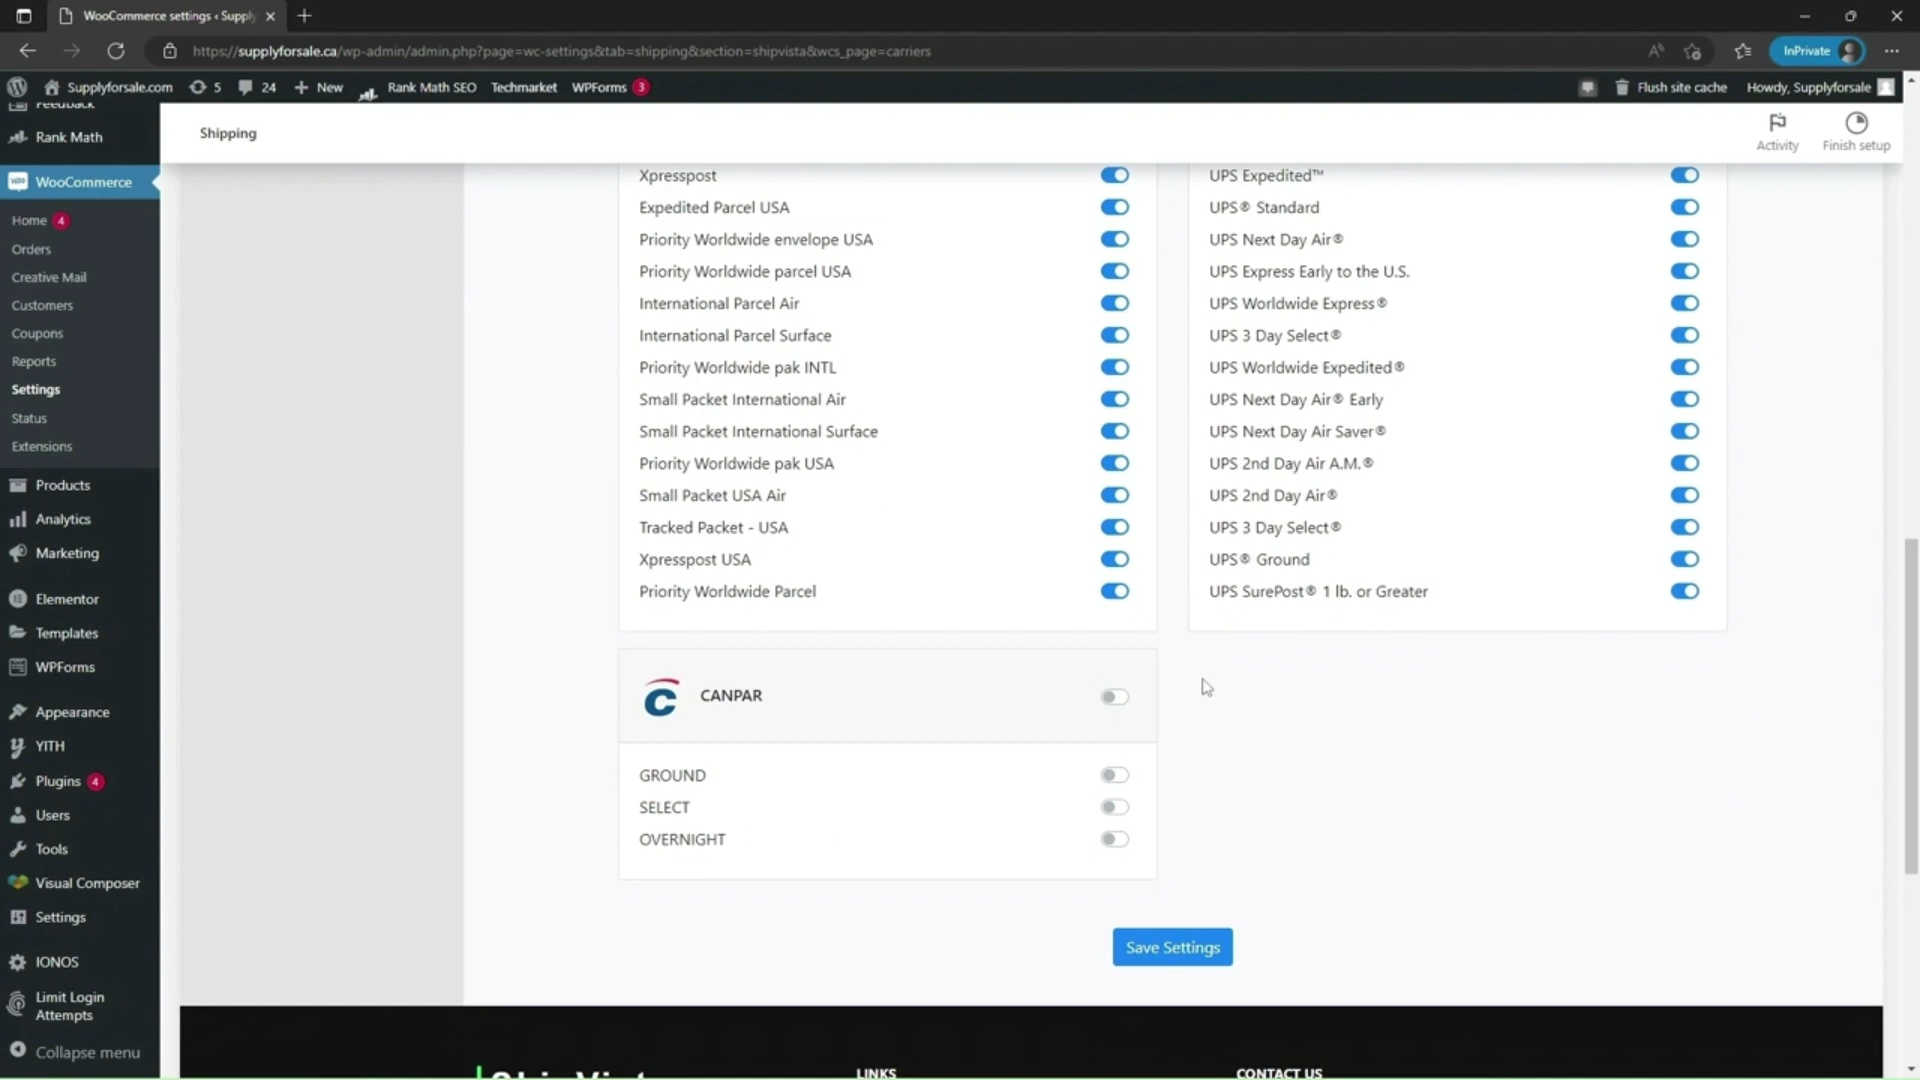 WooCommerce settings ‹ Supply
https://supplyforsale.ca/wp-admin/admin.php?page=wc-settings&tab=shipping&section=shipvista&wcs_page=carriers
InPrivate
Supplyforsale.com
5
24
New
Rank Math SEO
Techmarket
WPForms 3
Flush site cache
Howdy, Supplyforsale
Feedback
Rank Math
WooCommerce
Home 4
Orders
Creative Mail
Customers
Coupons
Reports
Settings
Status
Extensions
Products
Analytics
Marketing
Elementor
Templates
WPForms
Appearance
YITH
Plugins 4
Users
Tools
Visual Composer
Settings
IONOS
Limit Login
Attempts
Collapse menu
Shipping
Activity
Finish setup
Xpresspost
Expedited Parcel USA
Priority Worldwide envelope USA
Priority Worldwide parcel USA
International Parcel Air
International Parcel Surface
Priority Worldwide pak INTL
Small Packet International Air
Small Packet International Surface
Priority Worldwide pak USA
Small Packet USA Air
Tracked Packet - USA
Xpresspost USA
Priority Worldwide Parcel
UPS Expedited™
UPS® Standard
UPS Next Day Air®
UPS Express Early to the U.S.
UPS Worldwide Express®
UPS 3 Day Select®
UPS Worldwide Expedited®
UPS Next Day Air® Early
UPS Next Day Air Saver®
UPS 2nd Day Air A.M.®
UPS 2nd Day Air®
UPS 3 Day Select®
UPS® Ground
UPS SurePost® 1 lb. or Greater
CANPAR
GROUND
SELECT
OVERNIGHT
Save Settings
LINKS
CONTACT US